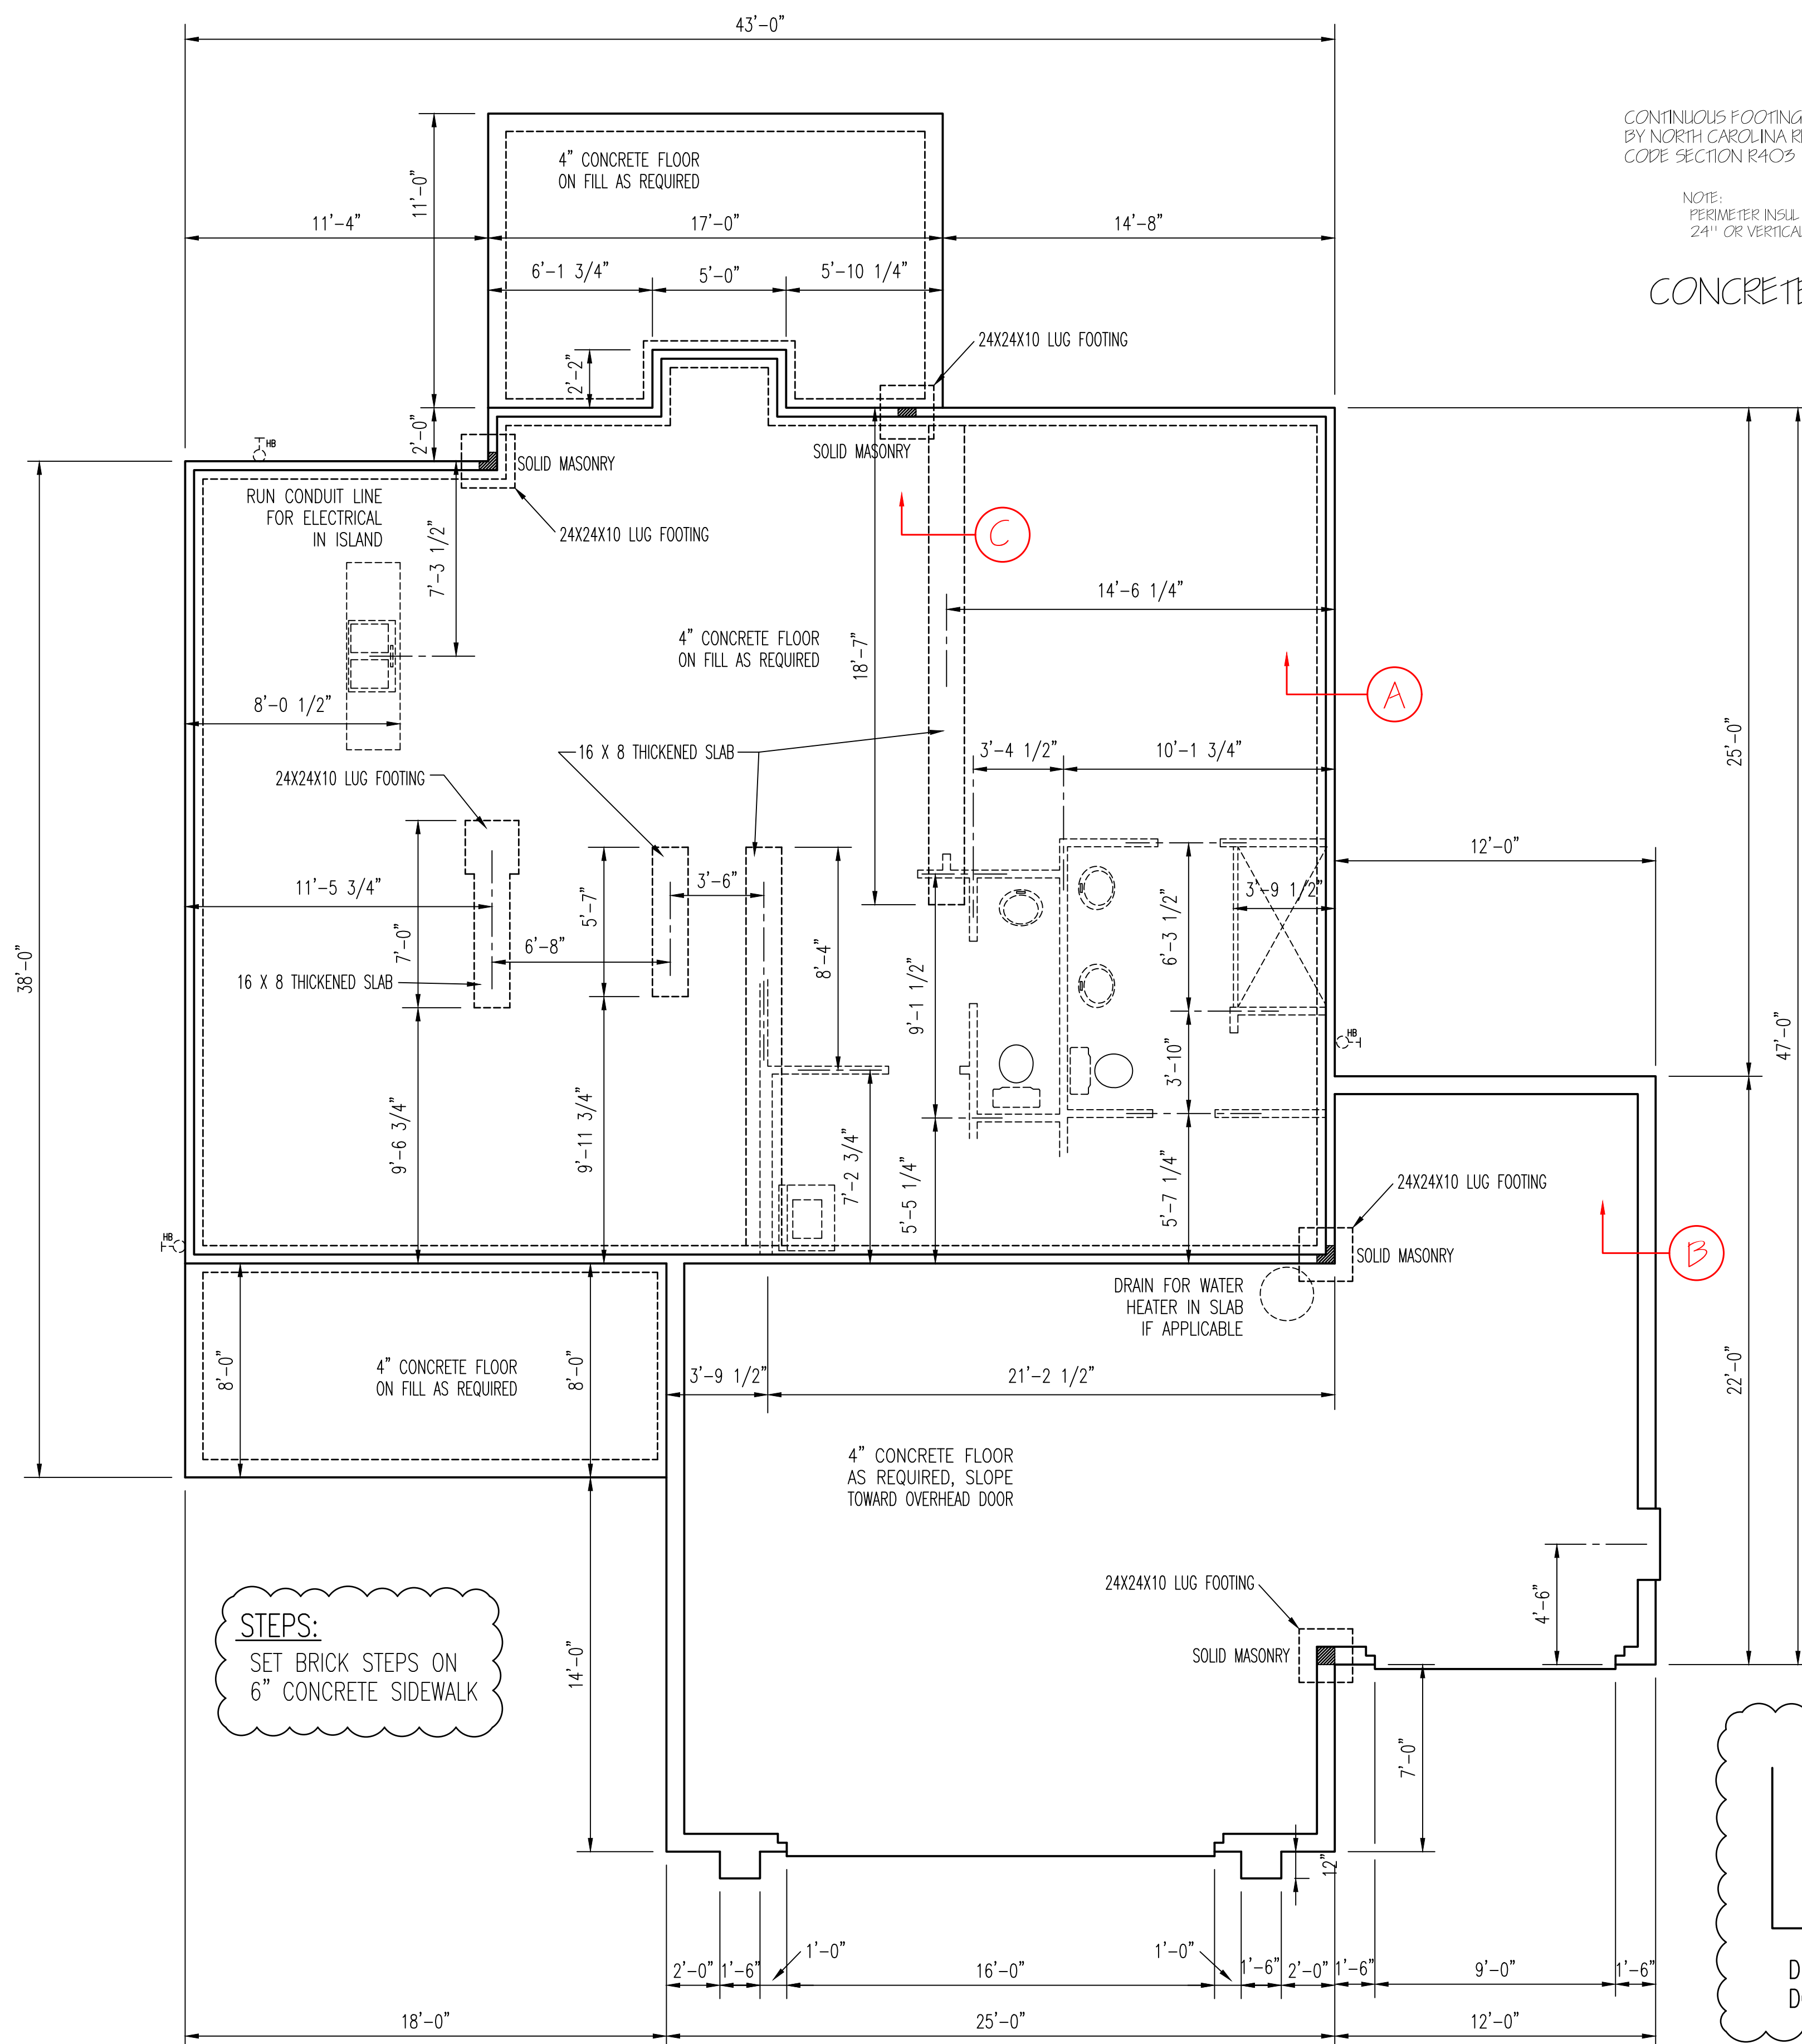 43'-0"
CONTINUOUS FOOTING
BY NORTH CAROLINA
CODE SECTION R403
NOTE:
PERIMETER INSUL
24" OR VERTICAL
CONCRETE
4" CONCRETE FLOOR
ON FILL AS REQUIRED
11'-0"
11'-4"
17'-0"
14'-8"
6'-1 3/4"
5'-0"
5'-10 1/4"
24X24X10 LUG FOOTING
2'-2"
2'-0"
HB
SOLID MASONRY
SOLID MASONRY
RUN CONDUIT LINE
FOR ELECTRICAL
IN ISLAND
24X24X10 LUG FOOTING
C
7'-3 1/2"
14'-6 1/4"
4" CONCRETE FLOOR
ON FILL AS REQUIRED
18'-7"
A
8'-0 1/2"
16 X 8 THICKENED SLAB
3'-4 1/2"
10'-1 3/4"
25'-0"
24X24X10 LUG FOOTING
12'-0"
11'-5 3/4"
3'-6"
5'-7"
3'-9 1/2"
6'-3 1/2"
7'-0"
6'-8"
8'-4"
38'-0"
16 X 8 THICKENED SLAB
9'-1 1/2"
47'-0"
HB
3'-10"
9'-6 3/4"
9'-11 3/4"
7'-2 3/4"
5'-5 1/4"
5'-7 1/4"
24X24X10 LUG FOOTING
HB
SOLID MASONRY
B
DRAIN FOR WATER
HEATER IN SLAB
IF APPLICABLE
8'-0"
4" CONCRETE FLOOR
ON FILL AS REQUIRED
8'-0"
3'-9 1/2"
21'-2 1/2"
22'-0"
4" CONCRETE FLOOR
AS REQUIRED, SLOPE
TOWARD OVERHEAD DOOR
24X24X10 LUG FOOTING
4'-6"
STEPS:
SET BRICK STEPS ON
6" CONCRETE SIDEWALK
14'-0"
SOLID MASONRY
7'-0"
12"
1'-0"
1'-0"
2'-0"
1'-6"
16'-0"
1'-6"
2'-0"
1'-6"
9'-0"
1'-6"
18'-0"
25'-0"
12'-0"